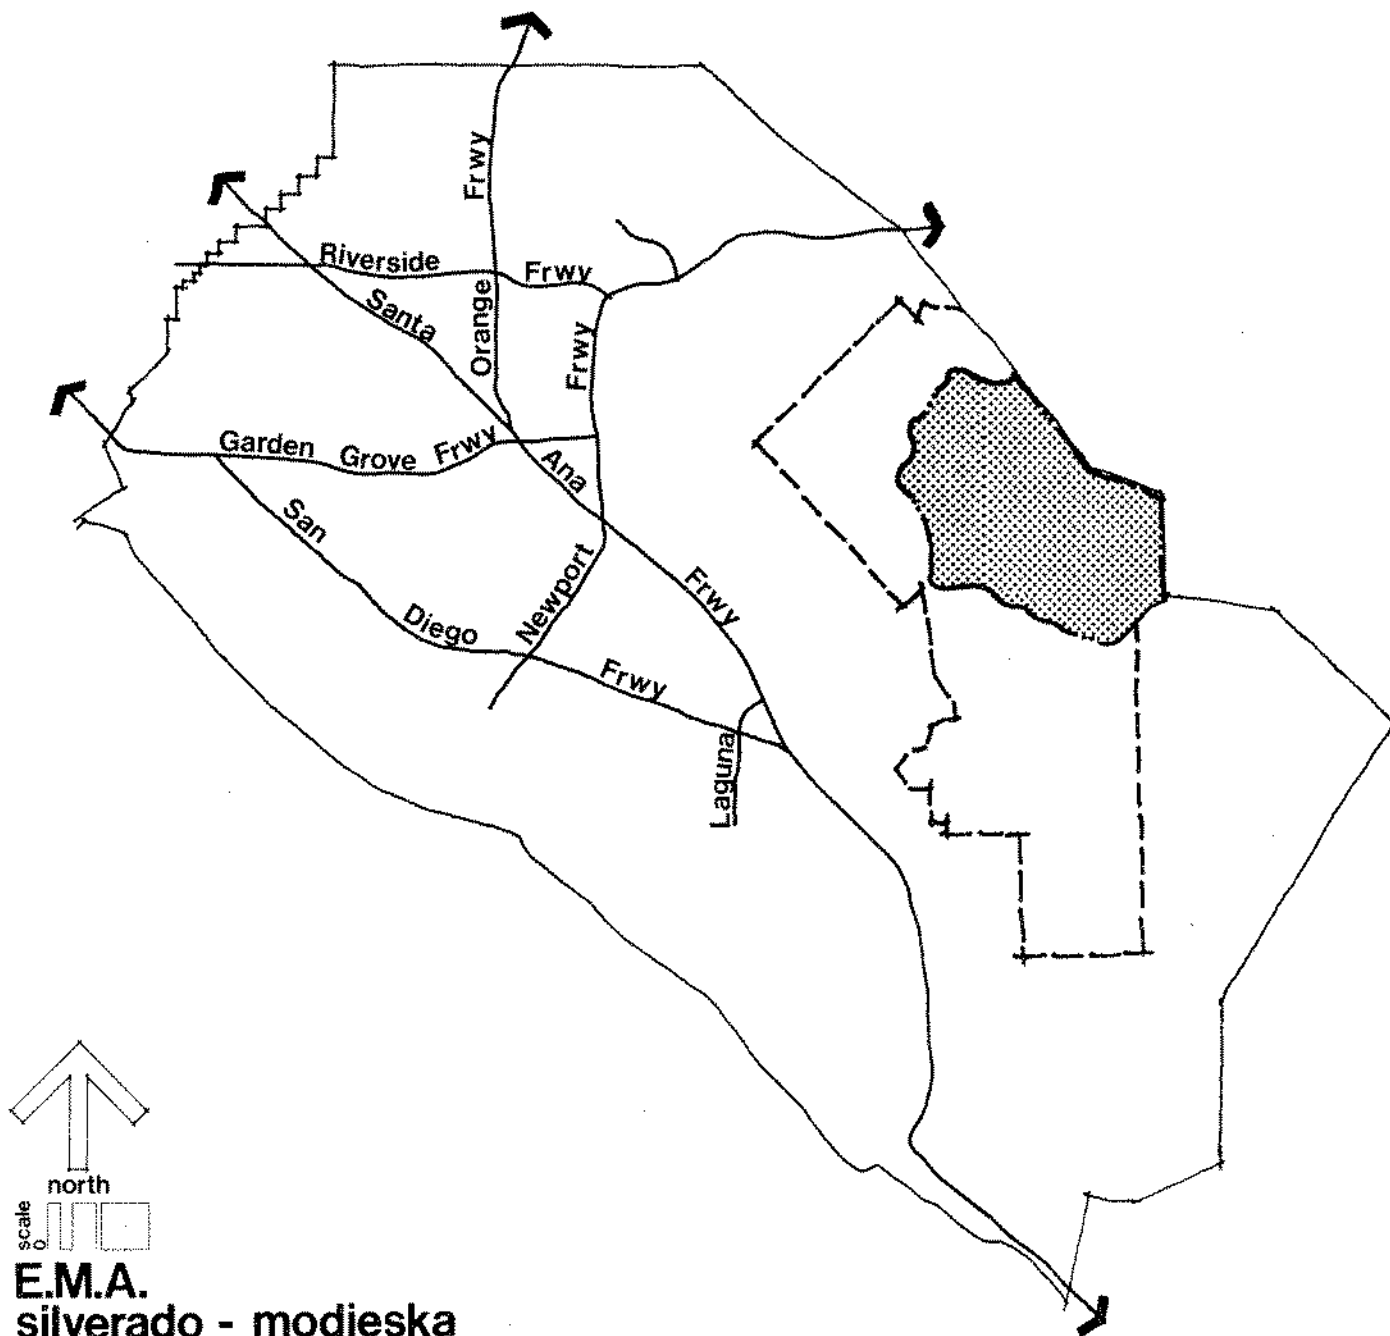 Frwy
Riverside Frwy
Santa
Orange
Frwy
Garden Grove Frwy
Ana
San
Newport
Frwy
Diego
Frwy
Laguna
north
scale
0
E.M.A.
silverado - modjeska